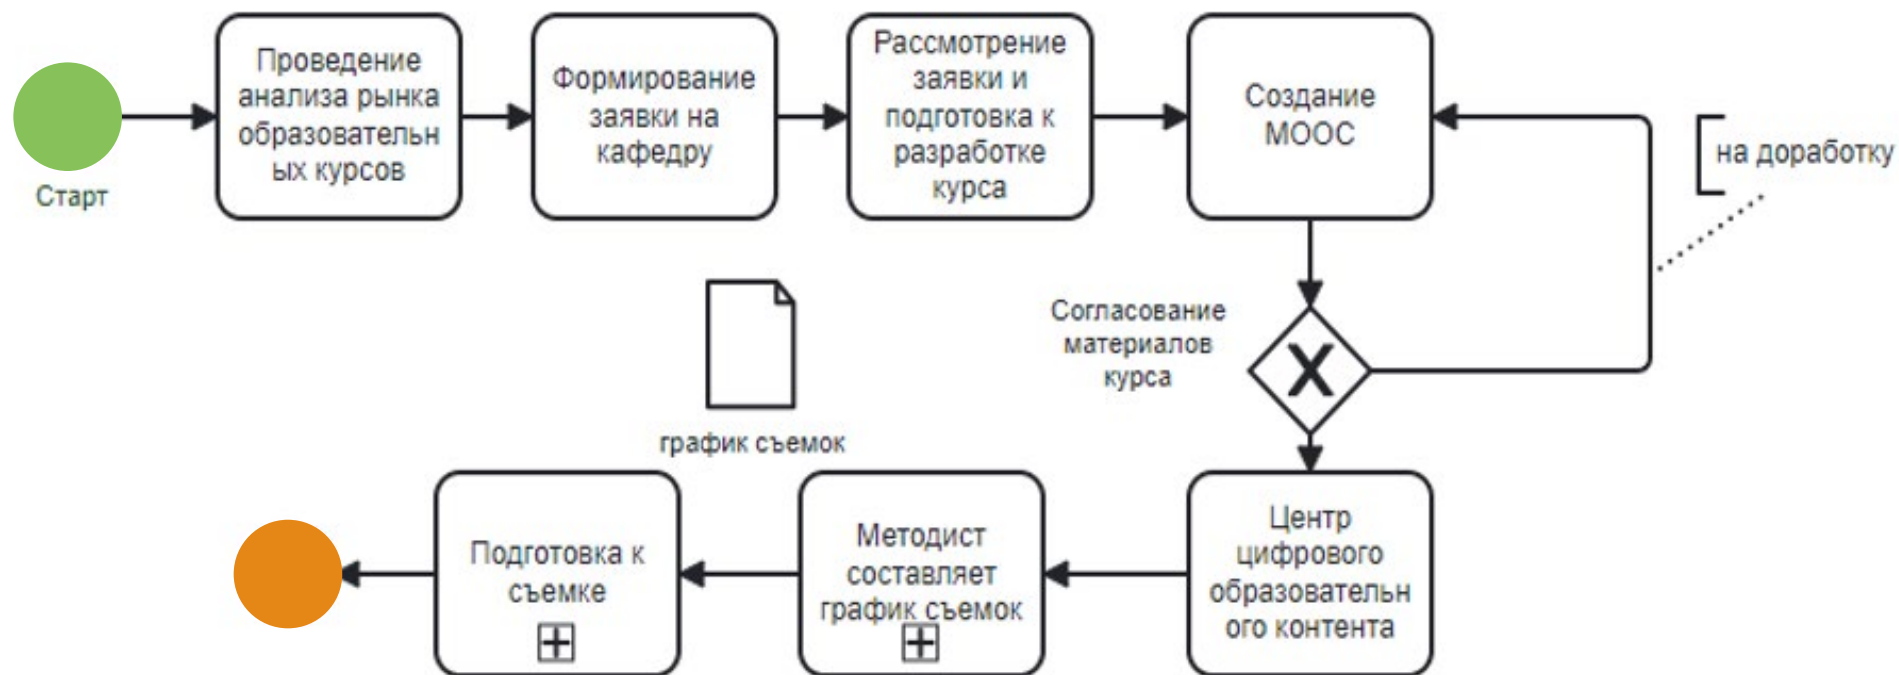 Проведение
анализа рынка
образовательн
ых курсов
Формирование
заявки на
кафедру
Рассмотрение
заявки и
подготовка к
разработке
курса
Создание
МООС
на доработку
Старт
Согласование
материалов
курса
X
график съемок
Подготовка к
съемке
Методист
составляет
график съемок
Центр
цифрового
образовательн
ого контента